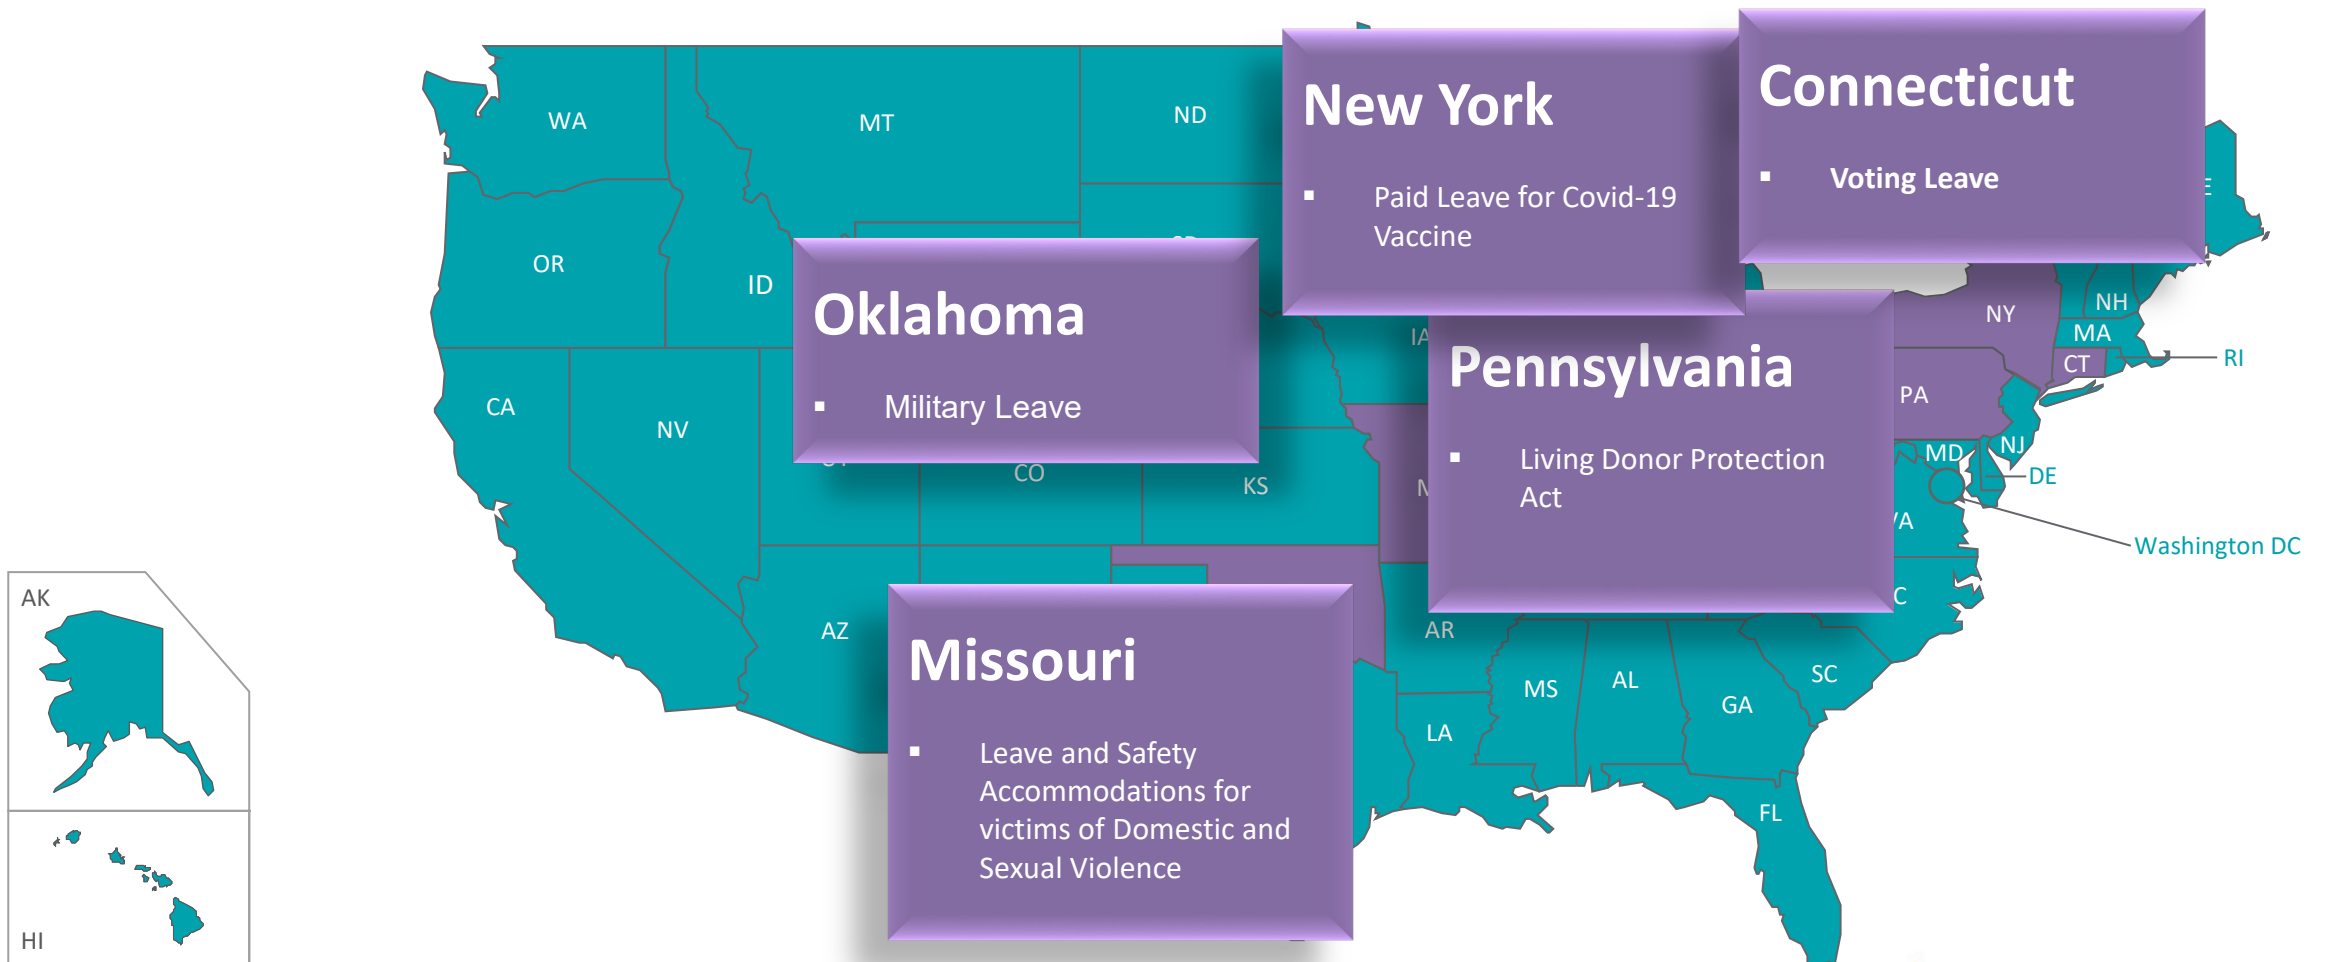 New York
▪ Paid Leave for Covid-19
Vaccine
Connecticut
▪ Voting Leave
Oklahoma
▪ Military Leave
Pennsylvania
▪ Living Donor Protection
Act
Missouri
▪ Leave and Safety
Accommodations for
victims of Domestic and
Sexual Violence
WA
MT
ND
OR
ID
IA
NY
NH
MA
CT
RI
CA
NV
CO
KS
PA
NJ
MD
DE
VA
Washington DC
AZ
AR
MS
AL
GA
SC
LA
FL
AK
HI